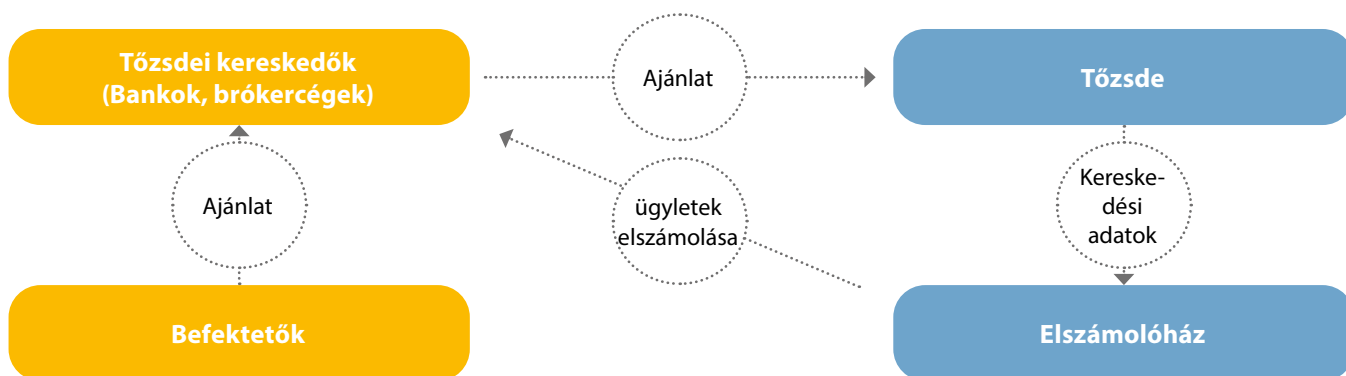 Tőzsdei kereskedők
(Bankok, brókercégek)
Ajánlat
Tőzsde
Ajánlat
ügyletek
elszámolása
Kereske-
dési
adatok
Befektetők
Elszámolóház